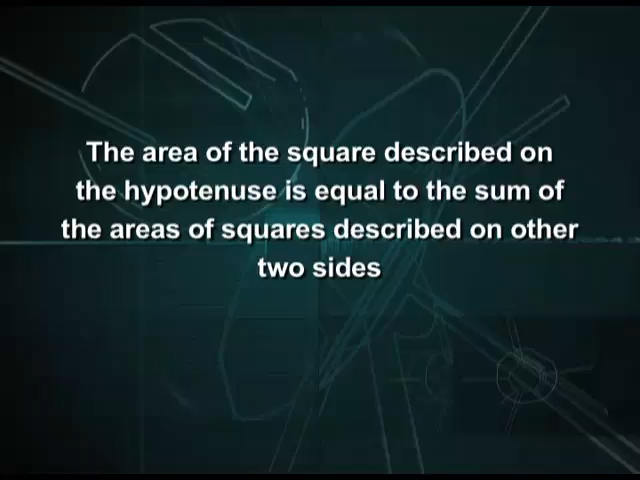 The area of the square described on
the hypotenuse is equal to the sum of
the areas of squares described on other
two sides